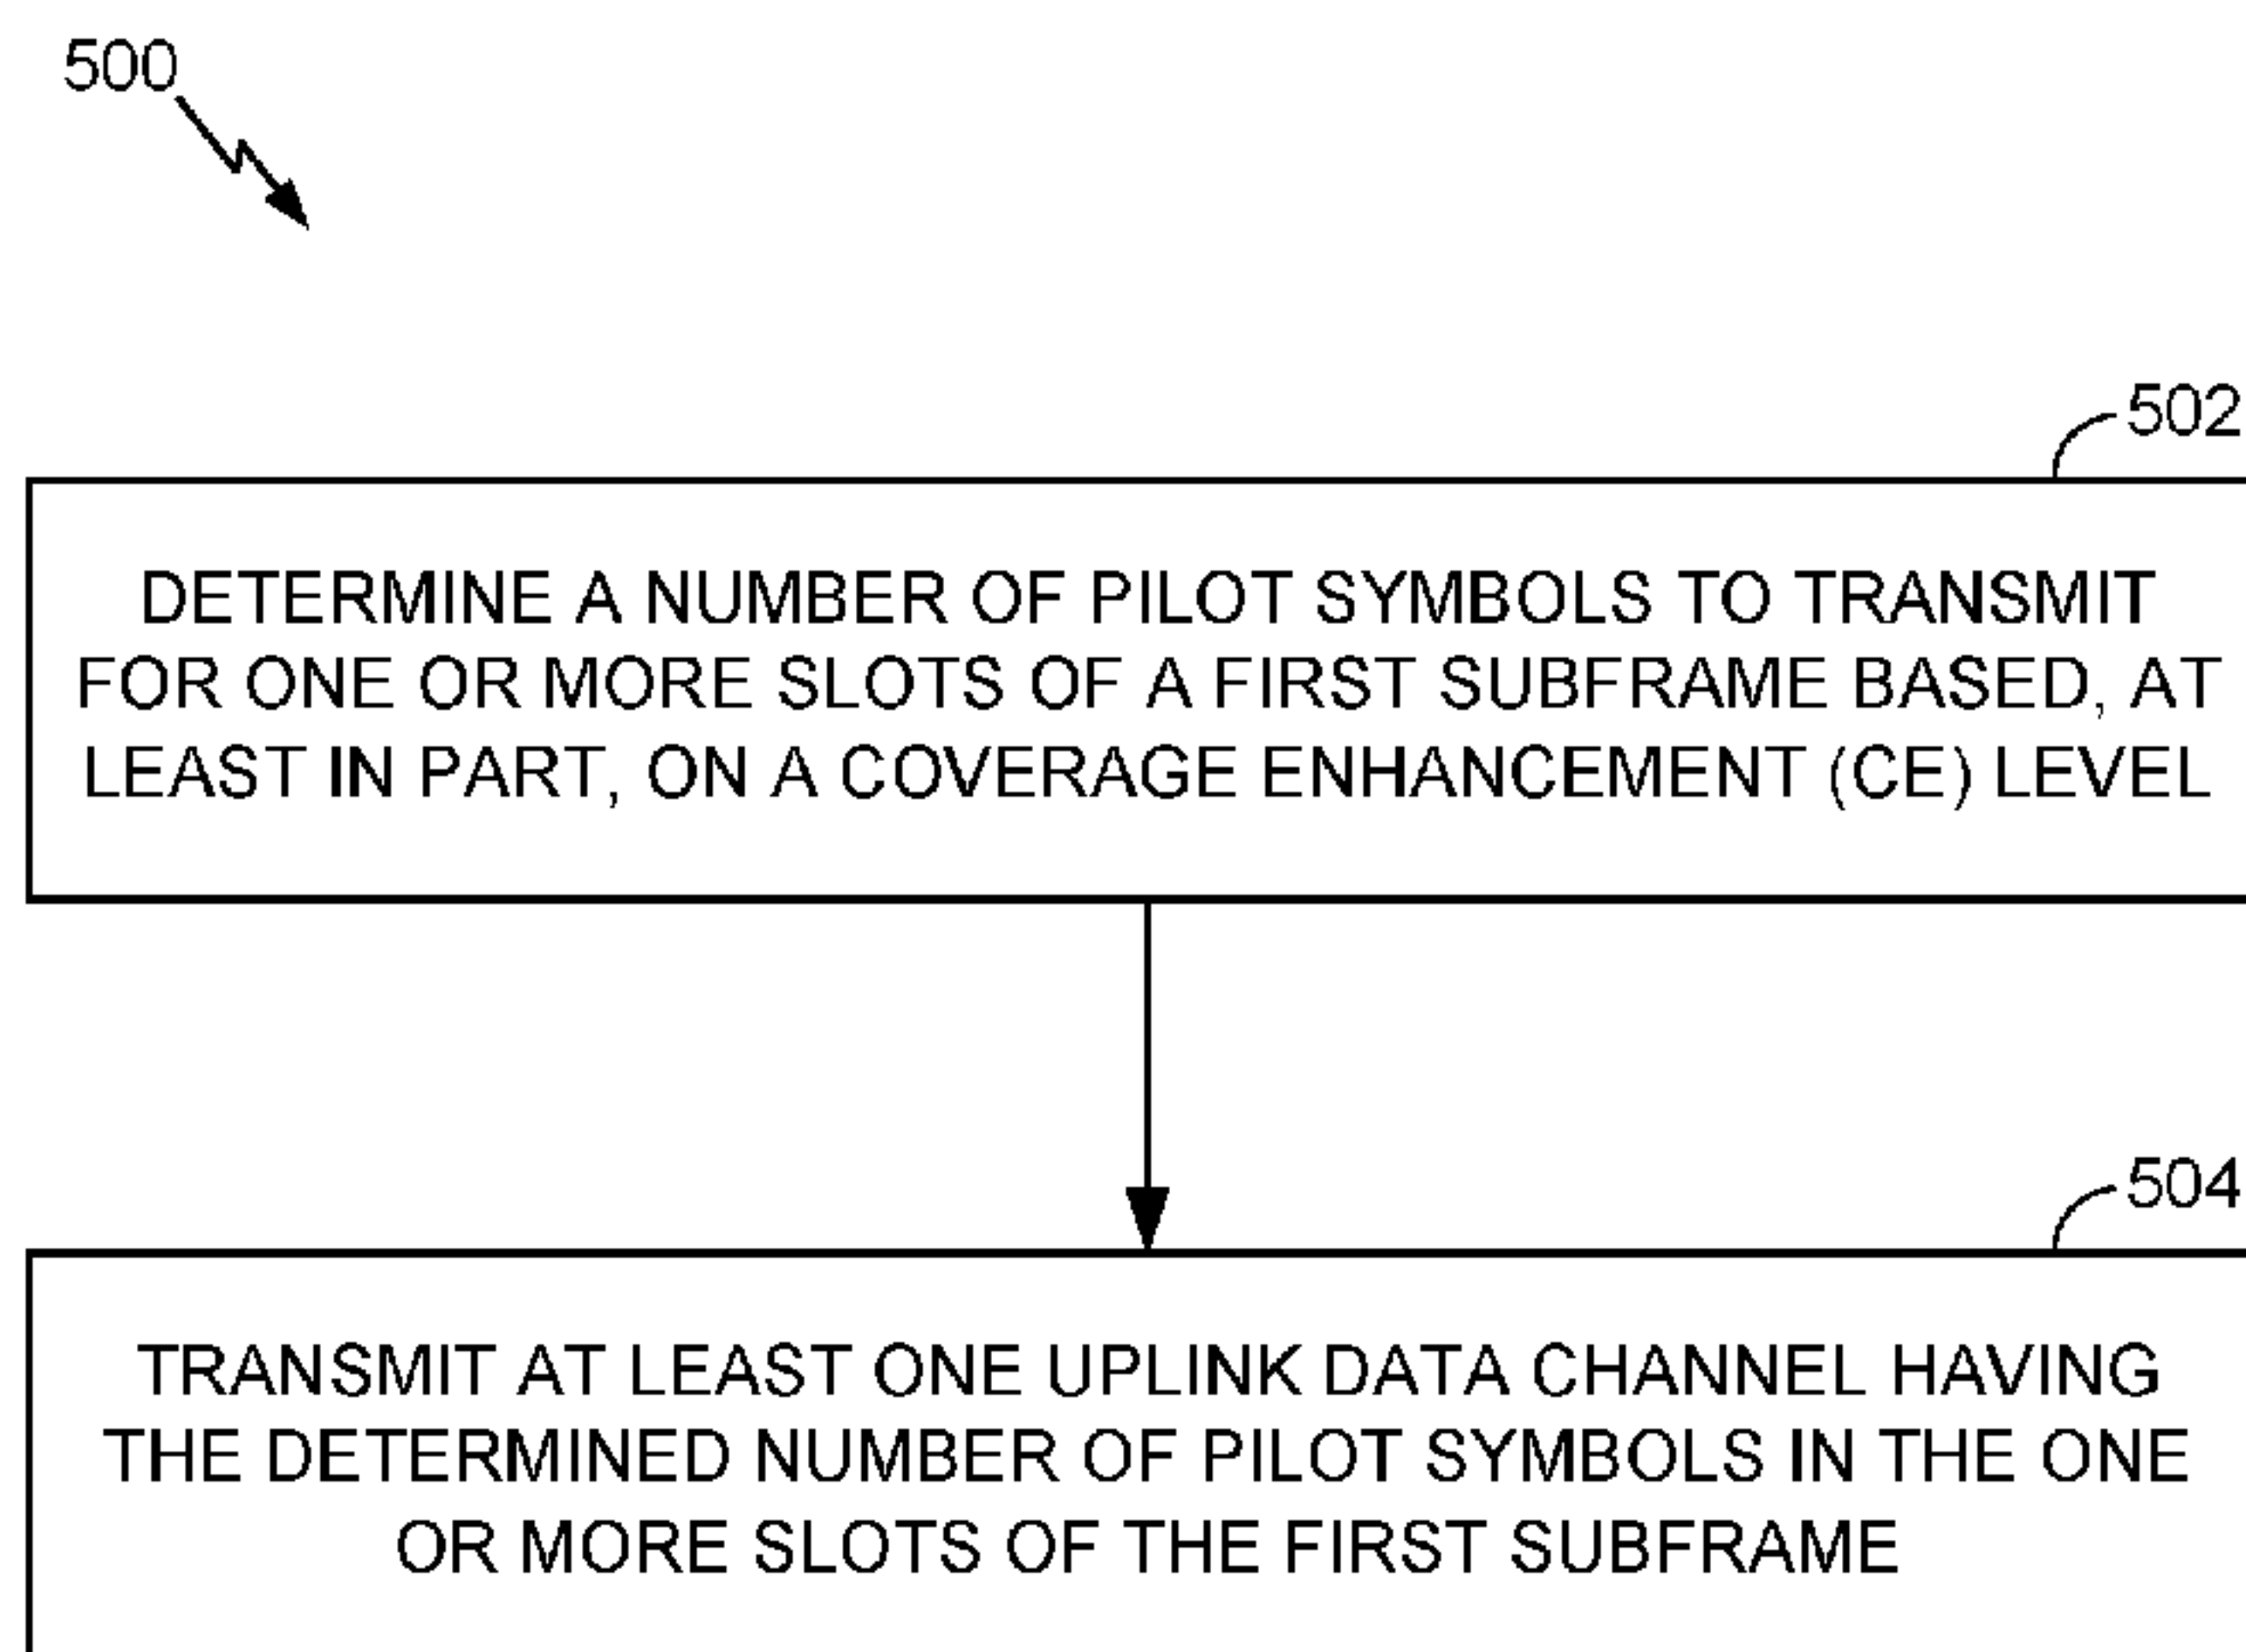 500
502
DETERMINE A NUMBER OF PILOT SYMBOLS TO TRANSMIT
FOR ONE OR MORE SLOTS OF A FIRST SUBFRAME BASED, AT
LEAST IN PART, ON A COVERAGE ENHANCEMENT (CE) LEVEL
504
TRANSMIT AT LEAST ONE UPLINK DATA CHANNEL HAVING
THE DETERMINED NUMBER OF PILOT SYMBOLS IN THE ONE
OR MORE SLOTS OF THE FIRST SUBFRAME